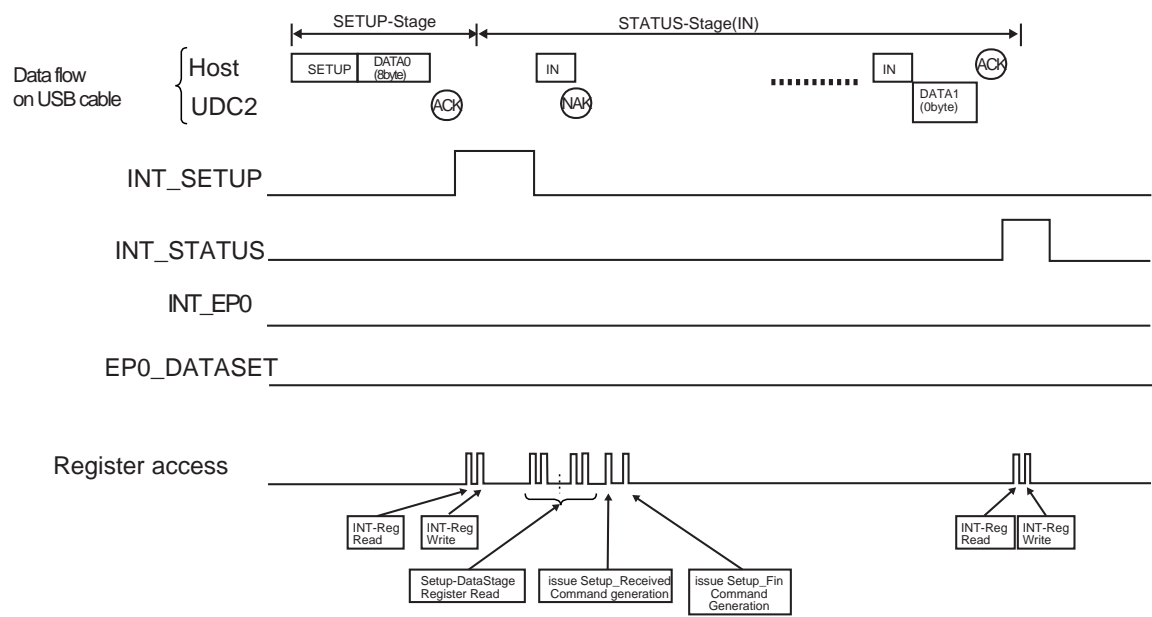 SETUP-Stage
STATUS-Stage(IN)
Data flow
on USB cable
Host
UDC2
SETUP
DATA0
(8byte)
ACK
IN
NAK
IN
DATA1
(0byte)
ACK
INT_SETUP
INT_STATUS
INT_EP0
EP0_DATASET
Register access
INT-Reg
Read
INT-Reg
Write
INT-Reg
Read
INT-Reg
Write
Setup-DataStage
Register Read
issue Setup_Received
Command generation
issue Setup_Fin
Command
Generation